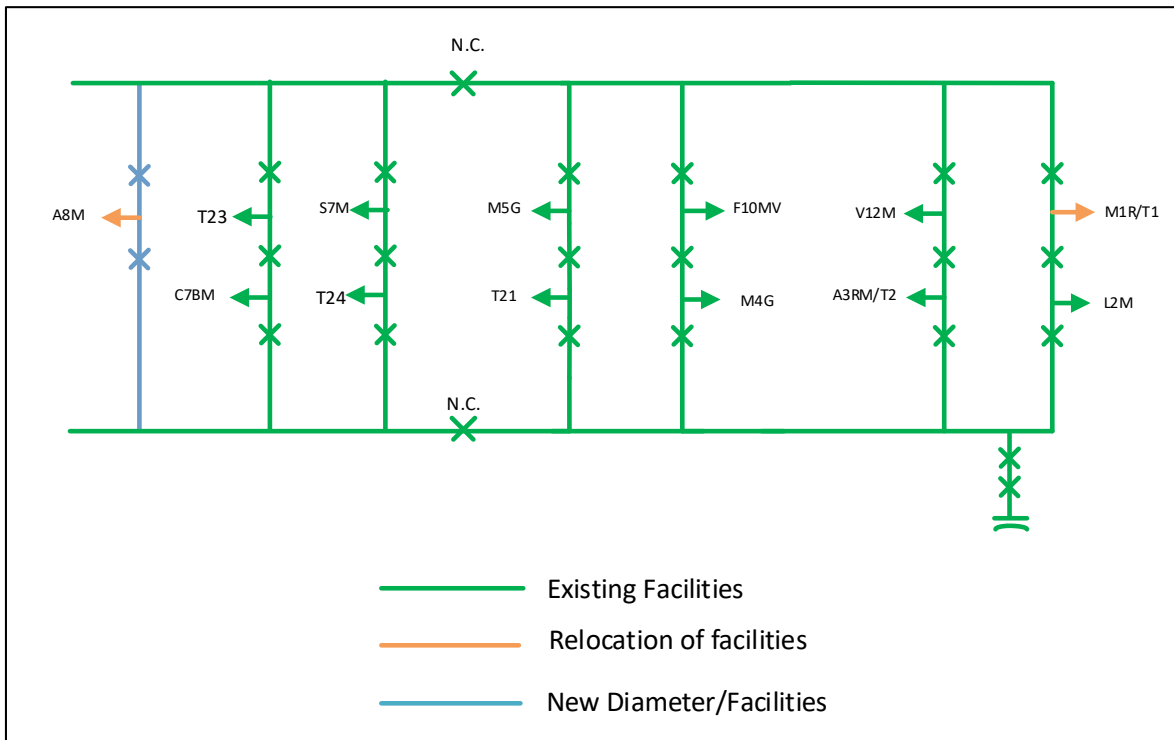 N.C.
A8M
T23
S7M
M5G
F10MV
V12M
M1R/T1
C7BM
T24
T21
M4G
A3RM/T2
L2M
N.C.
Existing Facilities
Relocation of facilities
New Diameter/Facilities